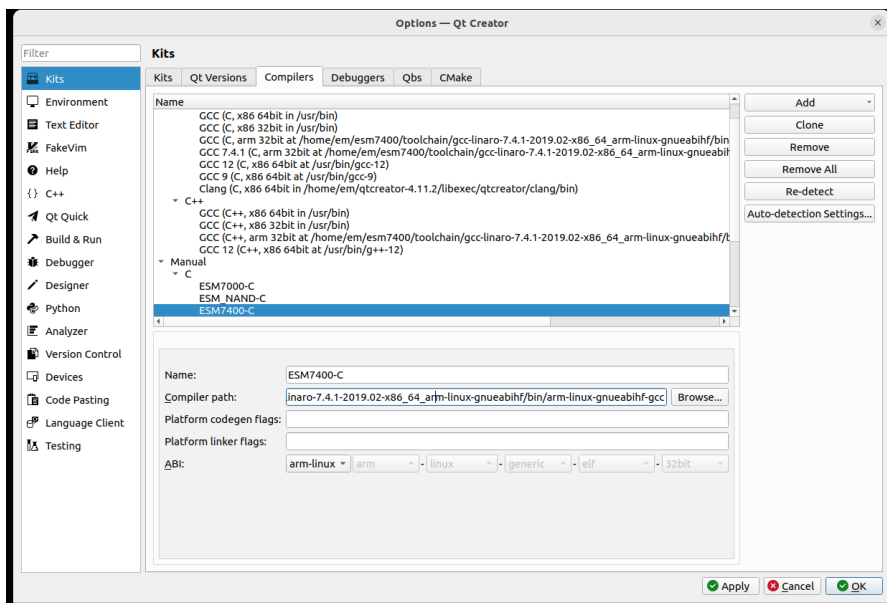 Options — Qt Creator
Filter
Kits
Environment
Text Editor
FakeVim
Help
{} C++
Qt Quick
Build & Run
Debugger
Designer
Python
Analyzer
Version Control
Devices
Code Pasting
Language Client
Testing
Kits
Kits Qt Versions Compilers Debuggers Qbs CMake
Name
GCC (C, x86 64bit in /usr/bin)
GCC (C, x86 32bit in /usr/bin)
GCC (C, arm 32bit at /home/em/esm7400/toolchain/gcc-linaro-7.4.1-2019.02-x86_64_arm-linux-gnueabihf/bin
GCC 7.4.1 (C, arm 32bit at /home/em/esm7400/toolchain/gcc-linaro-7.4.1-2019.02-x86_64_arm-linux-gnueabihf
GCC 12 (C, x86 64bit at /usr/bin/gcc-12)
GCC 9 (C, x86 64bit at /usr/bin/gcc-9)
Clang (C, x86 64bit in /home/em/qtcreator-4.11.2/libexec/qtcreator/clang/bin)
C++
GCC (C++, x86 64bit in /usr/bin)
GCC (C++, x86 32bit in /usr/bin)
GCC (C++, arm 32bit at /home/em/esm7400/toolchain/gcc-linaro-7.4.1-2019.02-x86_64_arm-linux-gnueabihf/b
GCC 12 (C++, x86 64bit at /usr/bin/g++-12)
Manual
C
ESM7000-C
ESM_NAND-C
ESM7400-C
Add
Clone
Remove
Remove All
Re-detect
Auto-detection Settings...
Name: ESM7400-C
Compiler path: inaro-7.4.1-2019.02-x86_64_arm-linux-gnueabihf/bin/arm-linux-gnueabihf-gcc Browse...
Platform codegen flags:
Platform linker flags:
ABI: arm-linux arm - linux - generic - elf - 32bit
Apply Cancel OK